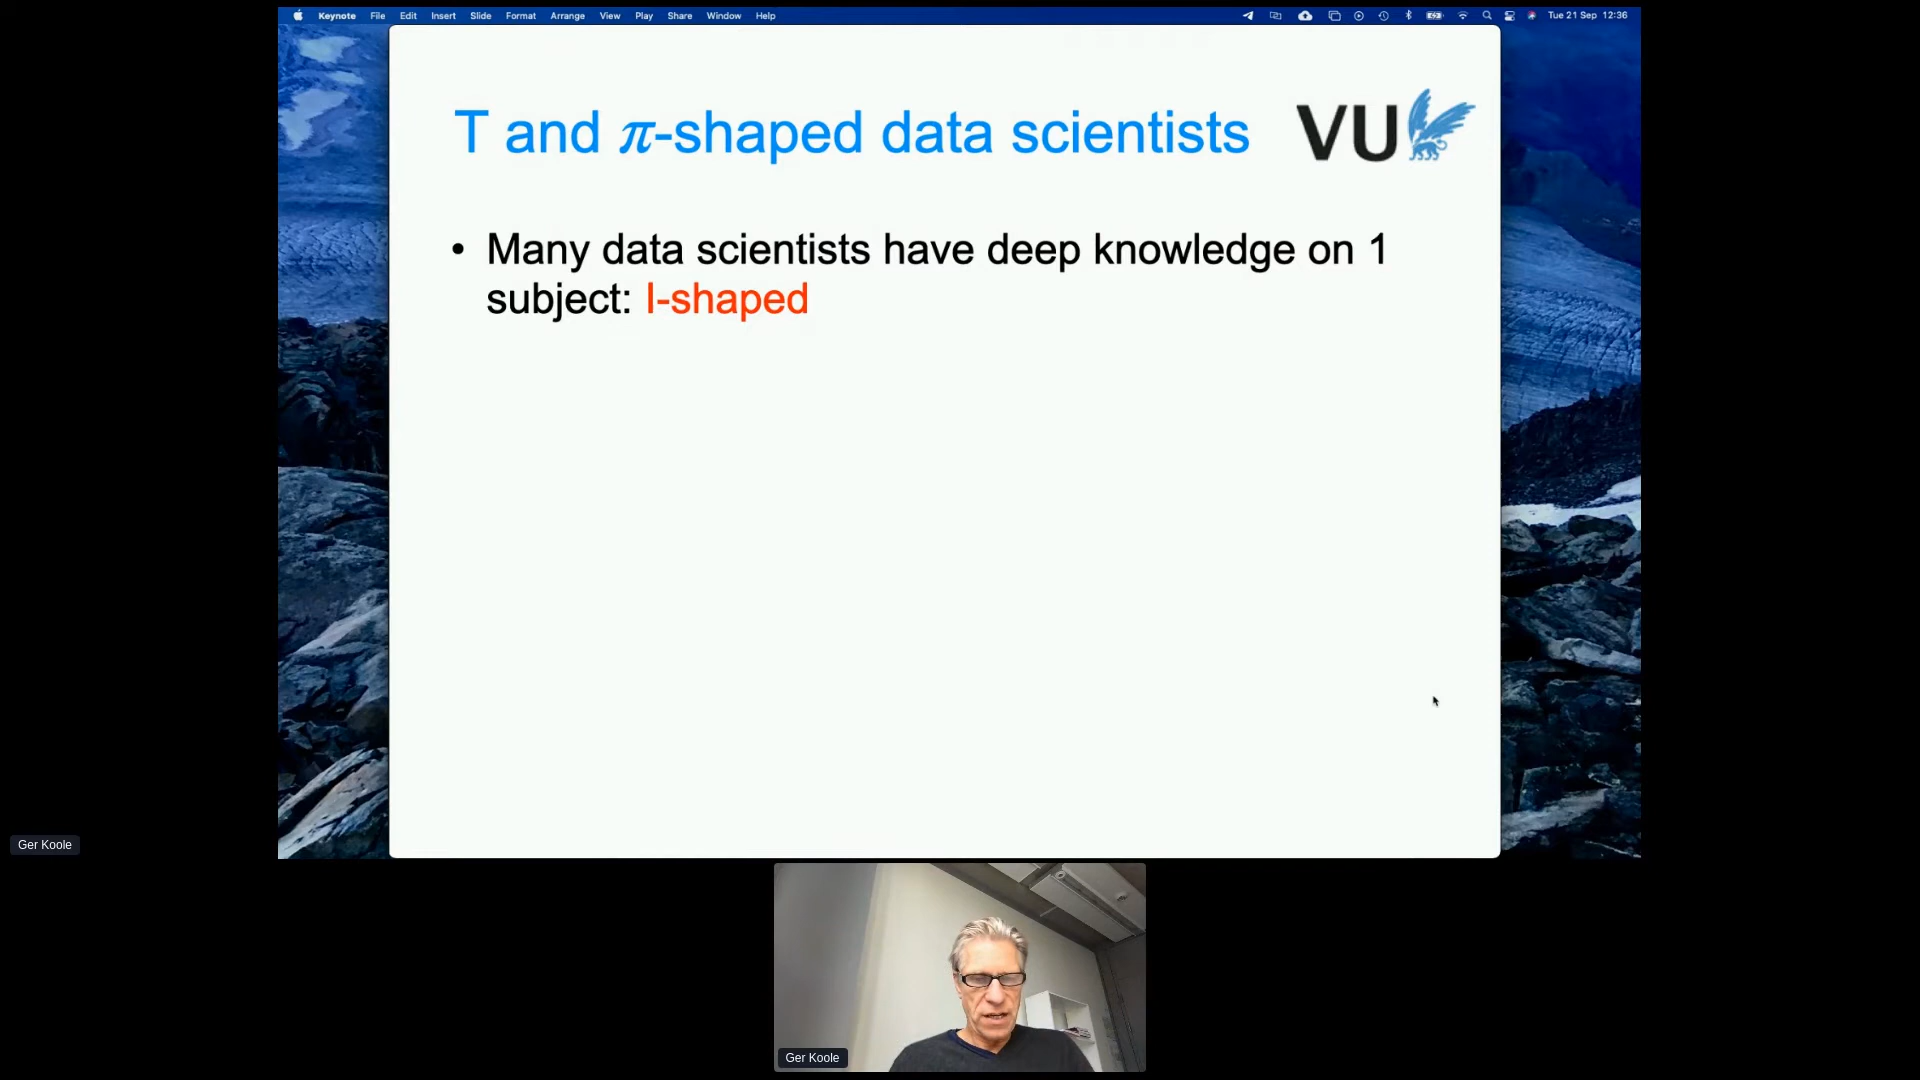 Keynote File Edit Insert Slide Format Arrange View Play Share Window Help
Tue 21 Sep 12:36
T and π-shaped data scientists
VU
• Many data scientists have deep knowledge on 1
subject: I-shaped
Ger Koole
Ger Koole